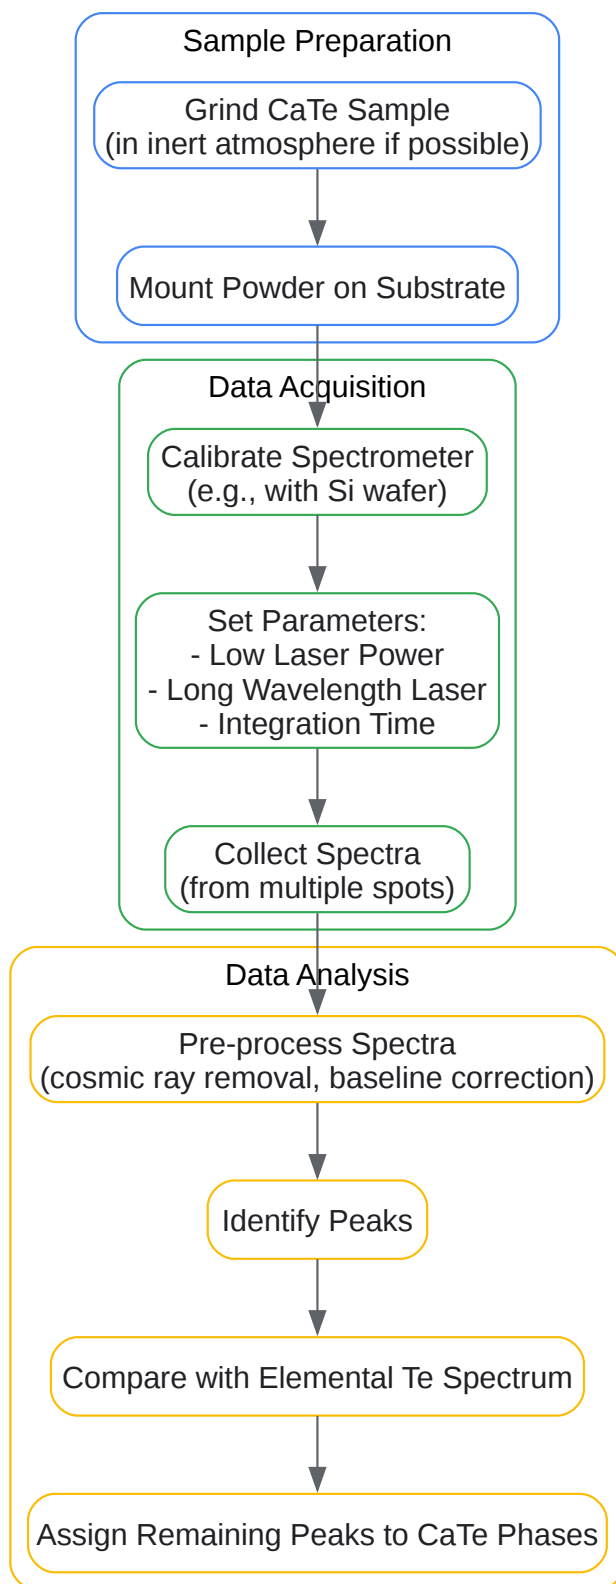 Sample Preparation
Grind CaTe Sample
(in inert atmosphere if possible)
Mount Powder on Substrate
Data Acquisition
Calibrate Spectrometer
(e.g., with Si wafer)
Set Parameters:
- Low Laser Power
- Long Wavelength Laser
- Integration Time
Collect Spectra
(from multiple spots)
Data Analysis
Pre-process Spectra
(cosmic ray removal, baseline correction)
Identify Peaks
Compare with Elemental Te Spectrum
Assign Remaining Peaks to CaTe Phases